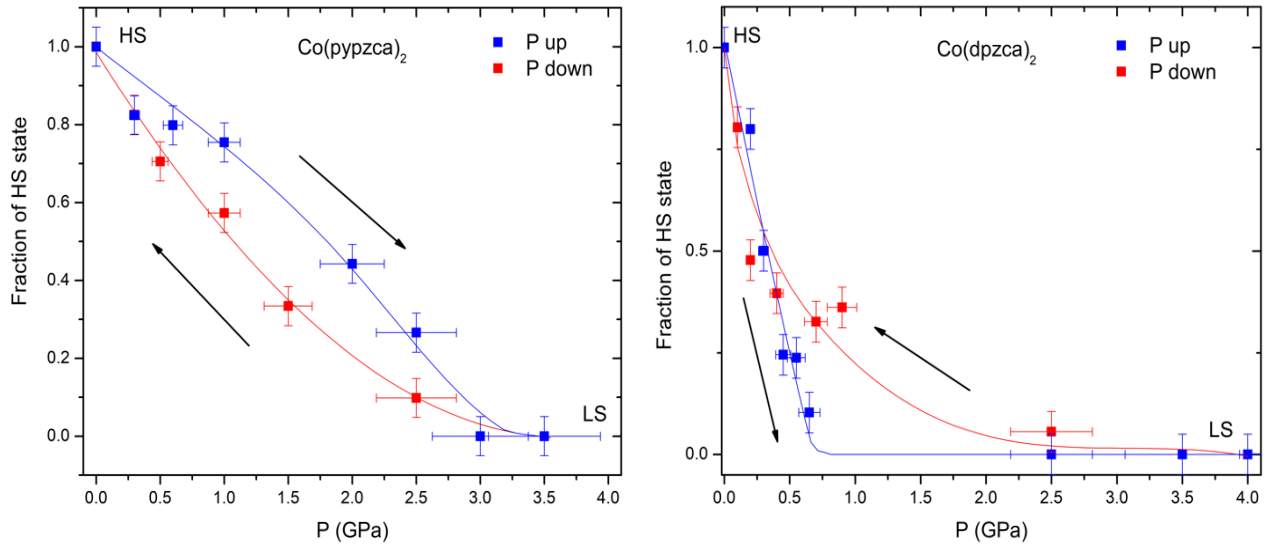 HS
Co(pypzca)₂
P up
P down
Fraction of HS state
1.0
0.8
0.6
0.4
0.2
0.0
LS
0.0 0.5 1.0 1.5 2.0 2.5 3.0 3.5 4.0
P (GPa)
HS
Co(dpzca)₂
P up
P down
Fraction of HS state
1.0
0.5
0.0
LS
0.0 0.5 1.0 1.5 2.0 2.5 3.0 3.5 4.0
P (GPa)